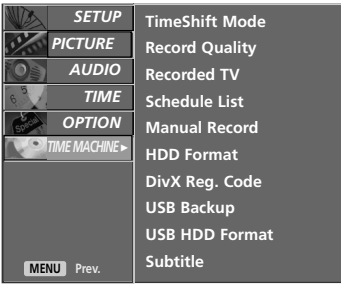 SETUP
PICTURE
AUDIO
TIME
OPTION
Special
TIME MACHINE ►
MENU Prev.
TimeShift Mode
Record Quality
Recorded TV
Schedule List
Manual Record
HDD Format
DivX Reg. Code
USB Backup
USB HDD Format
Subtitle